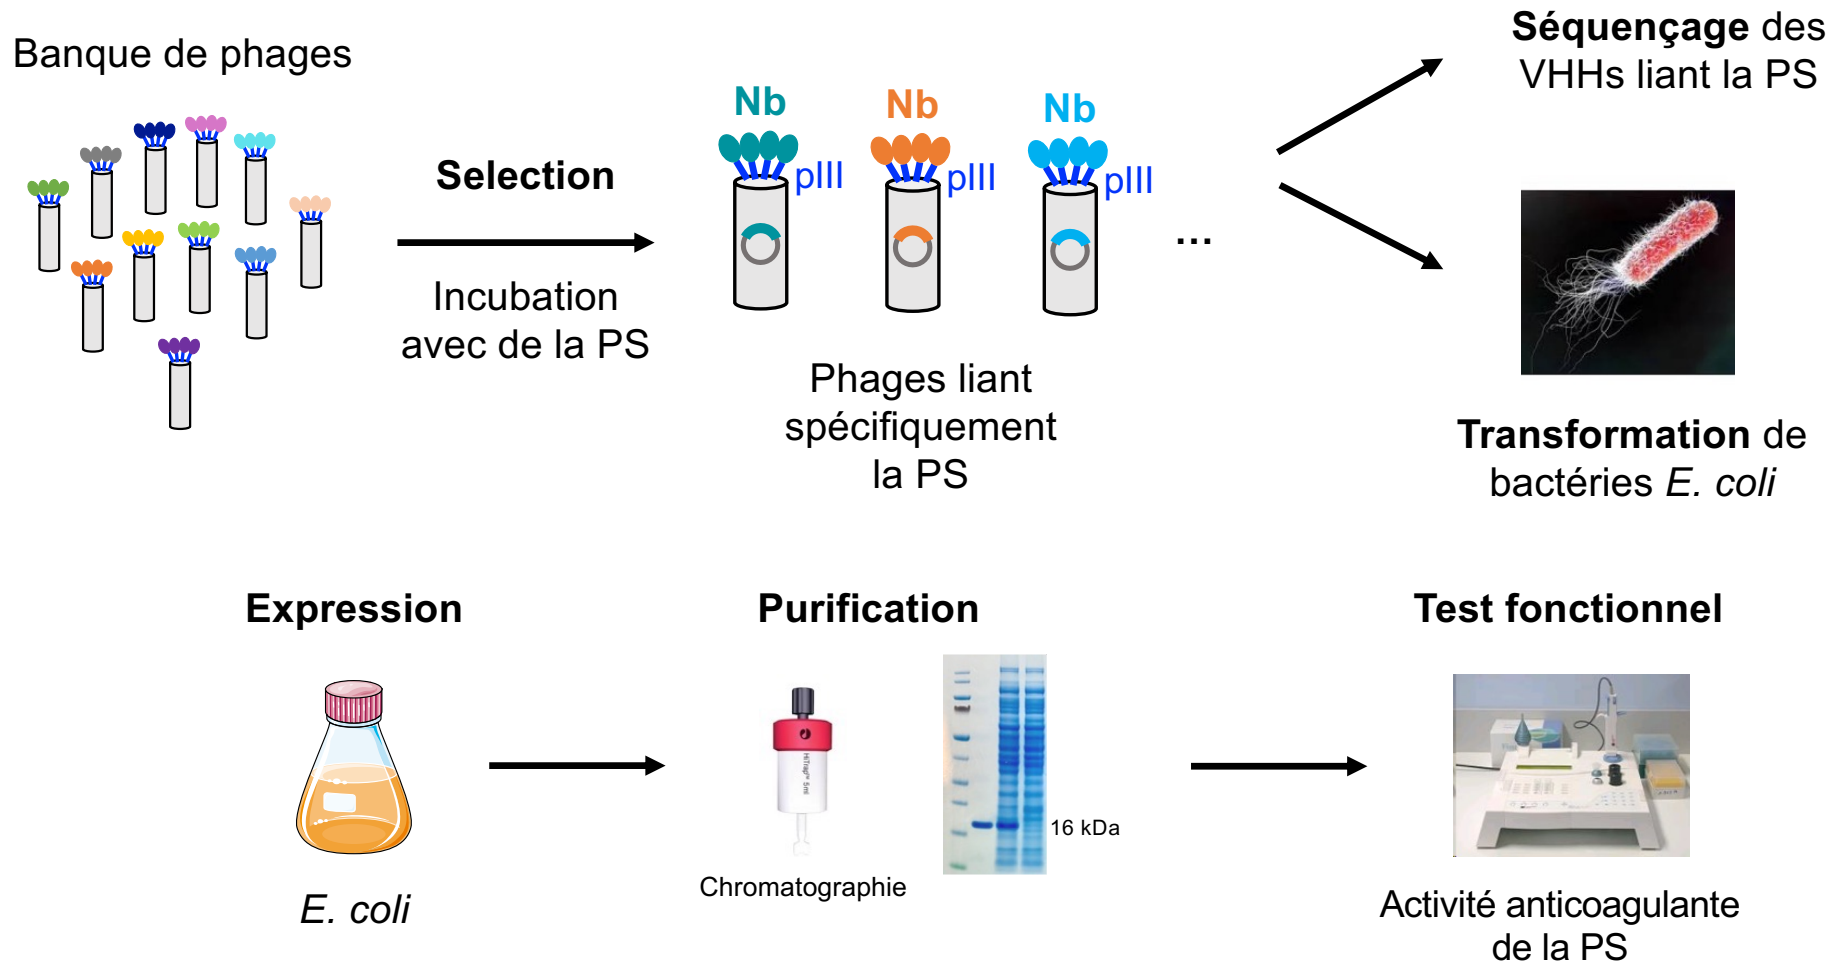 Banque de phages
Selection
Incubation
avec de la PS
Nb
pIII
Nb
pIII
Nb
pIII
...
Phages liant
spécifiquement
la PS
Séquençage des
VHHs liant la PS
Transformation de
bactéries E. coli
Expression
E. coli
Purification
HiTrap™ 5ml
Chromatographie
16 kDa
Test fonctionnel
Activité anticoagulante
de la PS